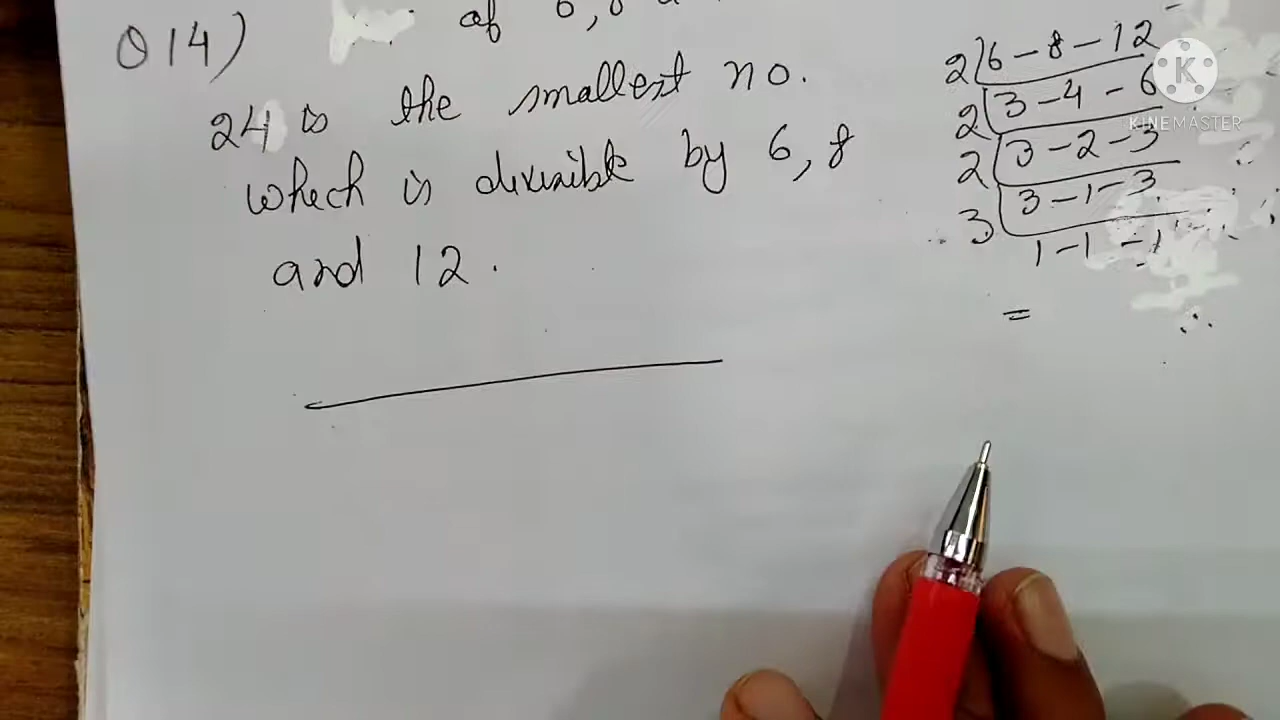 of 6, 8
Q 14)
24 is the smallest no.
which is divisible by 6, 8
and 12.
2 6 - 8 - 12
2 3 - 4 - 6
2 3 - 2 - 3
3 3 - 1 - 3
1 - 1 - 1
=
K
KINEMASTER